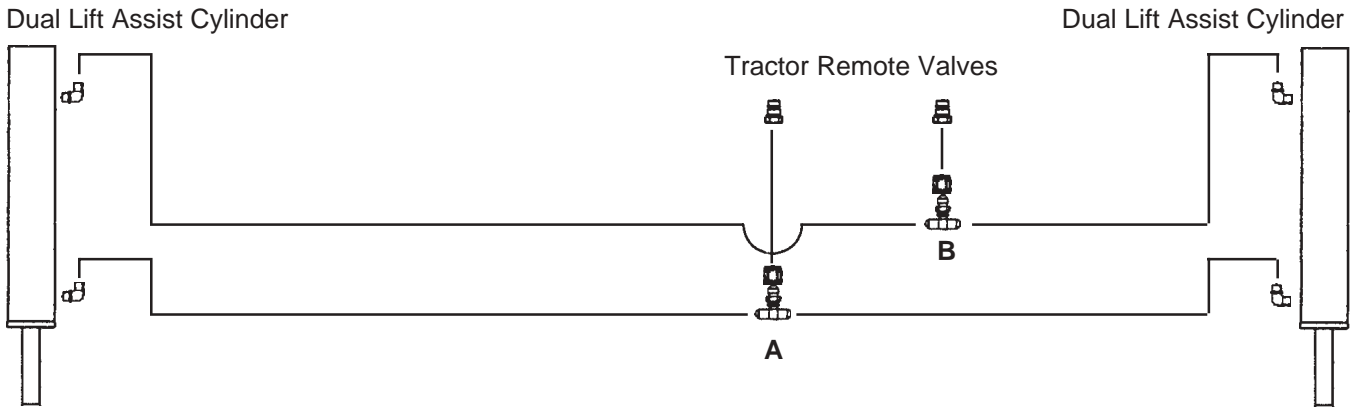 Dual Lift Assist Cylinder
Dual Lift Assist Cylinder
Tractor Remote Valves
B
A